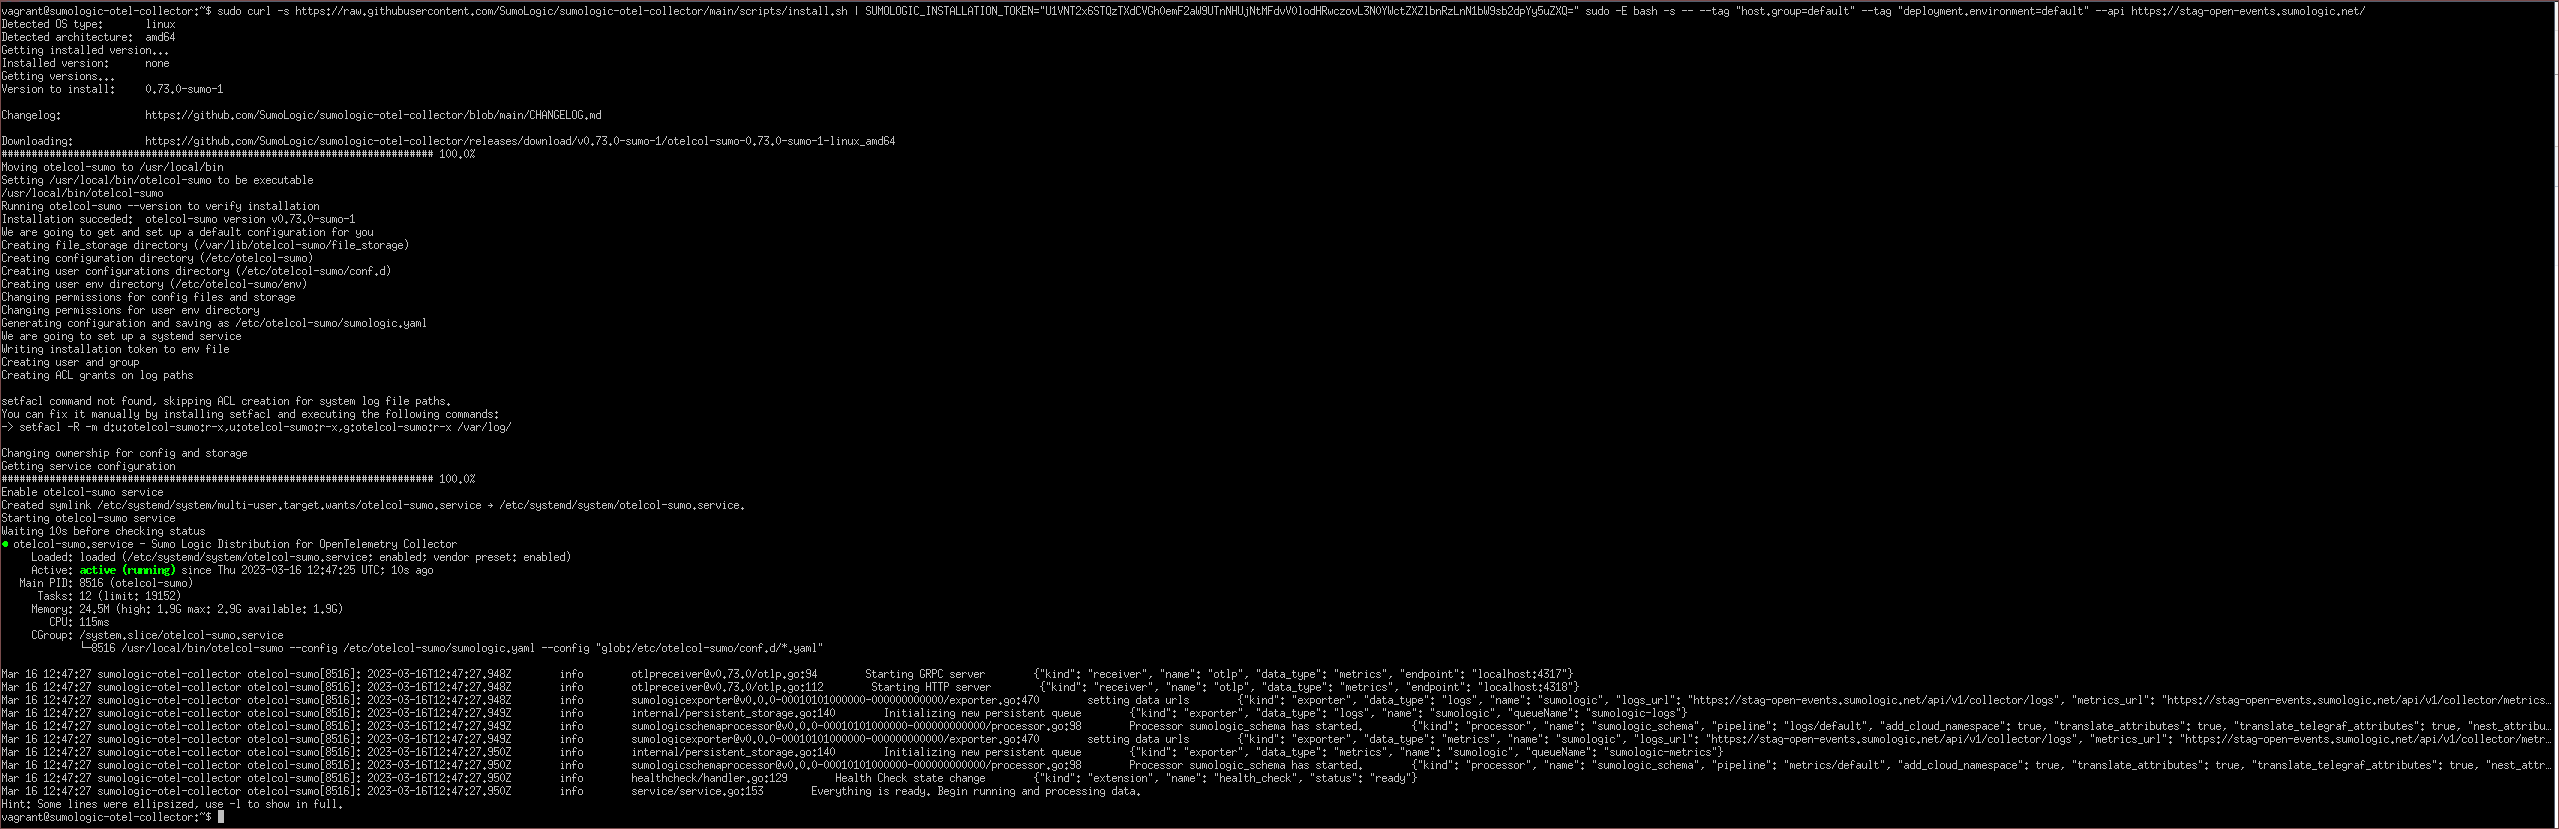 vagrant@sumologic-otel-collector:~$ sudo curl -s https://raw.githubusercontent.com/SumoLogic/sumologic-otel-collector/main/scripts/install.sh | SUMOLOGIC_INSTALLATION_TOKEN= sudo -E bash -s -- --tag "host.group=default" --tag "deployment.environment=default" --api https://stag-open-events.sumologic.net/
Detected OS type: linux
Detected architecture: amd64
Getting installed version...
Installed version: none
Getting versions...
Version to install: 0.73.0-sumo-1
Changelog: https://github.com/SumoLogic/sumologic-otel-collector/blob/main/CHANGELOG.md
Downloading: https://github.com/SumoLogic/sumologic-otel-collector/releases/download/v0.73.0-sumo-1/otelcol-sumo-0.73.0-sumo-1-linux_amd64
######################################################################## 100.0%
Moving otelcol-sumo to /usr/local/bin
Setting /usr/local/bin/otelcol-sumo to be executable
/usr/local/bin/otelcol-sumo
Running otelcol-sumo --version to verify installation
Installation succeded: otelcol-sumo version v0.73.0-sumo-1
We are going to get and set up a default configuration for you
Creating file_storage directory (/var/lib/otelcol-sumo/file_storage)
Creating configuration directory (/etc/otelcol-sumo)
Creating user configurations directory (/etc/otelcol-sumo/conf.d)
Creating user env directory (/etc/otelcol-sumo/env)
Changing permissions for config files and storage
Changing permissions for user env directory
Generating configuration and saving as /etc/otelcol-sumo/sumologic.yaml
We are going to set up a systemd service
Writing installation token to env file
Creating user and group
Creating ACL grants on log paths
setfacl command not found, skipping ACL creation for system log file paths.
You can fix it manually by installing setfacl and executing the following commands:
-> setfacl -R -m d:u:otelcol-sumo:r-x,u:otelcol-sumo:r-x,g:otelcol-sumo:r-x /var/log/
Changing ownership for config and storage
Getting service configuration
######################################################################## 100.0%
Enable otelcol-sumo service
Created symlink /etc/systemd/system/multi-user.target.wants/otelcol-sumo.service → /etc/systemd/system/otelcol-sumo.service.
Starting otelcol-sumo service
Waiting 10s before checking status
● otelcol-sumo.service - Sumo Logic Distribution for OpenTelemetry Collector
Loaded: loaded (/etc/systemd/system/otelcol-sumo.service; enabled; vendor preset: enabled)
Active: active (running) since Thu 2023-03-16 12:47:25 UTC; 10s ago
Main PID: 8516 (otelcol-sumo)
Tasks: 12 (limit: 19152)
Memory: 24.5M (high: 1.9G max: 2.9G available: 1.9G)
CPU: 115ms
CGroup: /system.slice/otelcol-sumo.service
└─8516 /usr/local/bin/otelcol-sumo --config /etc/otelcol-sumo/sumologic.yaml --config "glob:/etc/otelcol-sumo/conf.d/*.yaml"
Mar 16 12:47:27 sumologic-otel-collector otelcol-sumo[8516]: 2023-03-16T12:47:27.948Z info otlpreceiver@v0.73.0/otlp.go:94 Starting GRPC server {"kind": "receiver", "name": "otlp", "data_type": "metrics", "endpoint": "localhost:4317"}
Mar 16 12:47:27 sumologic-otel-collector otelcol-sumo[8516]: 2023-03-16T12:47:27.948Z info otlpreceiver@v0.73.0/otlp.go:112 Starting HTTP server {"kind": "receiver", "name": "otlp", "data_type": "metrics", "endpoint": "localhost:4318"}
Mar 16 12:47:27 sumologic-otel-collector otelcol-sumo[8516]: 2023-03-16T12:47:27.948Z info sumologicexporter@v0.0.0-00010101000000-000000000000/exporter.go:470 setting data urls {"kind": "exporter", "data_type": "logs", "name": "sumologic", "logs_url": "https://stag-open-events.sumologic.net/api/v1/collector/logs", "metrics_url": "https://stag-open-events.sumologic.net/api/v1/collector/metrics…
Mar 16 12:47:27 sumologic-otel-collector otelcol-sumo[8516]: 2023-03-16T12:47:27.949Z info internal/persistent_storage.go:140 Initializing new persistent queue {"kind": "exporter", "data_type": "logs", "name": "sumologic", "queueName": "sumologic-logs"}
Mar 16 12:47:27 sumologic-otel-collector otelcol-sumo[8516]: 2023-03-16T12:47:27.949Z info sumologicschemaprocessor@v0.0.0-00010101000000-000000000000/processor.go:98 Processor sumologic_schema has started. {"kind": "processor", "name": "sumologic_schema", "pipeline": "logs/default", "add_cloud_namespace": true, "translate_attributes": true, "translate_telegraf_attributes": true, "nest_attribu…
Mar 16 12:47:27 sumologic-otel-collector otelcol-sumo[8516]: 2023-03-16T12:47:27.949Z info sumologicexporter@v0.0.0-00010101000000-000000000000/exporter.go:470 setting data urls {"kind": "exporter", "data_type": "metrics", "name": "sumologic", "logs_url": "https://stag-open-events.sumologic.net/api/v1/collector/logs", "metrics_url": "https://stag-open-events.sumologic.net/api/v1/collector/metr…
Mar 16 12:47:27 sumologic-otel-collector otelcol-sumo[8516]: 2023-03-16T12:47:27.950Z info internal/persistent_storage.go:140 Initializing new persistent queue {"kind": "exporter", "data_type": "metrics", "name": "sumologic", "queueName": "sumologic-metrics"}
Mar 16 12:47:27 sumologic-otel-collector otelcol-sumo[8516]: 2023-03-16T12:47:27.950Z info sumologicschemaprocessor@v0.0.0-00010101000000-000000000000/processor.go:98 Processor sumologic_schema has started. {"kind": "processor", "name": "sumologic_schema", "pipeline": "metrics/default", "add_cloud_namespace": true, "translate_attributes": true, "translate_telegraf_attributes": true, "nest_attr…
Mar 16 12:47:27 sumologic-otel-collector otelcol-sumo[8516]: 2023-03-16T12:47:27.950Z info healthcheck/handler.go:129 Health Check state change {"kind": "extension", "name": "health_check", "status": "ready"}
Mar 16 12:47:27 sumologic-otel-collector otelcol-sumo[8516]: 2023-03-16T12:47:27.950Z info service/service.go:153 Everything is ready. Begin running and processing data.
Hint: Some lines were ellipsized, use -l to show in full.
vagrant@sumologic-otel-collector:~$